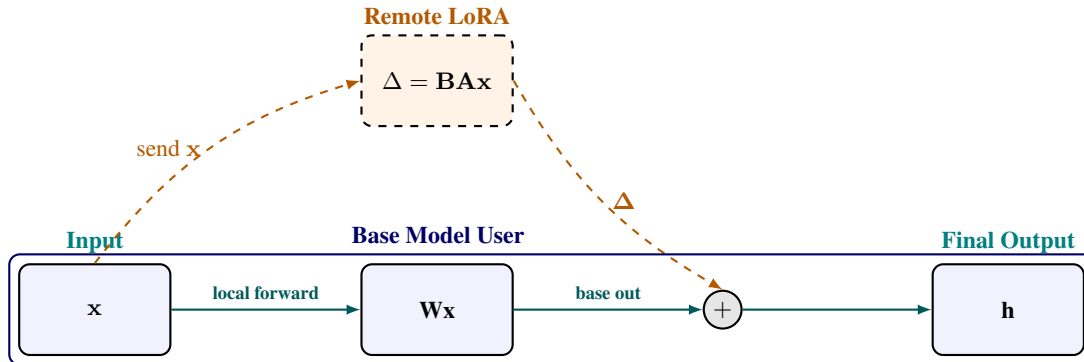 Remote LoRA
Δ = BAx
send x
Δ
Input
Base Model User
Final Output
x
local forward
Wx
base out
+
h